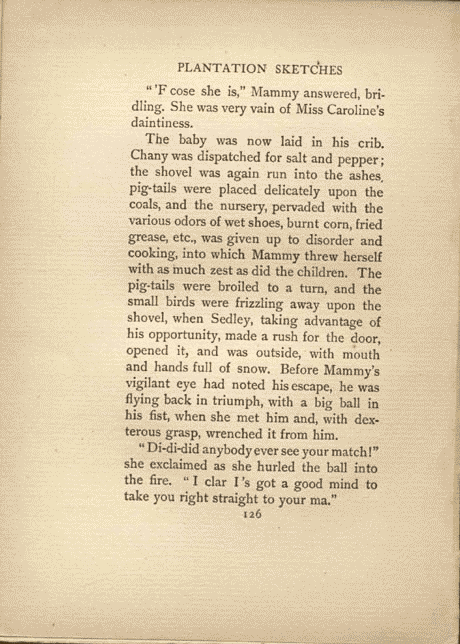 PLANTATION SKETCHES
“ 'F cose she is,” Mammy answered, bri-
dling. She was very vain of Miss Caroline's
daintiness.
The baby was now laid in his crib.
Chany was dispatched for salt and pepper;
the shovel was again run into the ashes,
pig-tails were placed delicately upon the
coals, and the nursery, pervaded with the
various odors of wet shoes, burnt corn, fried
grease, etc., was given up to disorder and
cooking, into which Mammy threw herself
with as much zest as did the children. The
pig-tails were broiled to a turn, and the
small birds were frizzling away upon the
shovel, when Sedley, taking advantage of
his opportunity, made a rush for the door,
opened it, and was outside, with mouth
and hands full of snow. Before Mammy's
vigilant eye had noted his escape, he was
flying back in triumph, with a big ball in
his fist, when she met him and, with dex-
terous grasp, wrenched it from him.
“ Di-di-did anybody ever see your match!”
she exclaimed as she hurled the ball into
the fire. “ I clar I 's got a good mind to
take you right straight to your ma.”
126